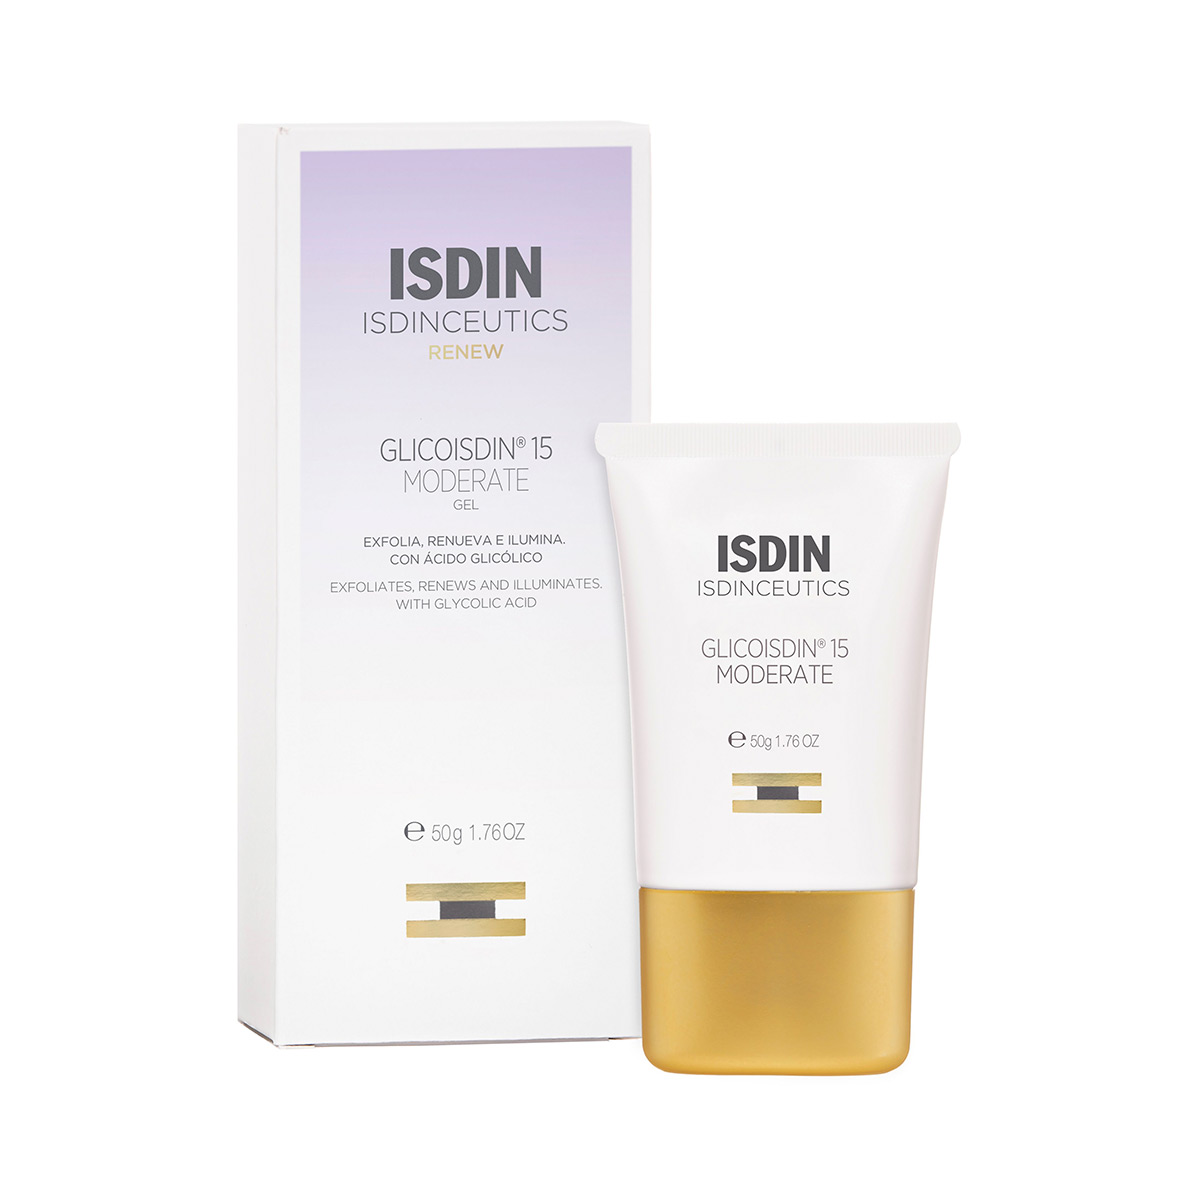 ISDIN
ISDINCEUTICS
RENEW
GLICOISDIN® 15
MODERATE
GEL
EXFOLIA, RENUEVA E ILUMINA.
CON ÁCIDO GLICÓLICO
EXFOLIATES, RENEWS AND ILLUMINATES.
WITH GLYCOLIC ACID
℮ 50g 1.76OZ
ISDIN
ISDINCEUTICS
GLICOISDIN® 15
MODERATE
℮ 50g 1.76 OZ